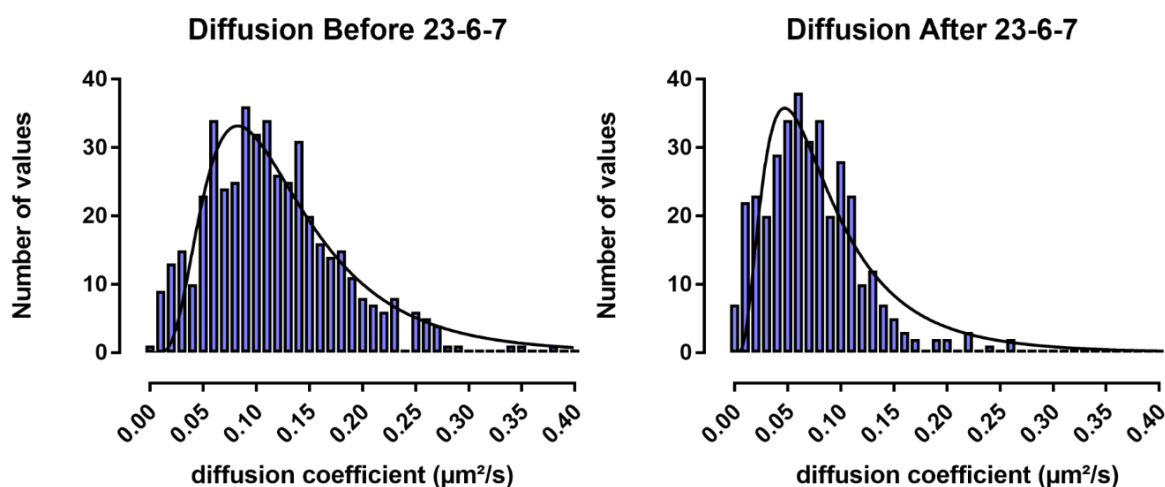 Diffusion Before 23-6-7
Number of values
40
30
20
10
0
0.00 0.05 0.10 0.15 0.20 0.25 0.30 0.35 0.40
diffusion coefficient (µm²/s)
Diffusion After 23-6-7
Number of values
40
30
20
10
0
0.00 0.05 0.10 0.15 0.20 0.25 0.30 0.35 0.40
diffusion coefficient (µm²/s)